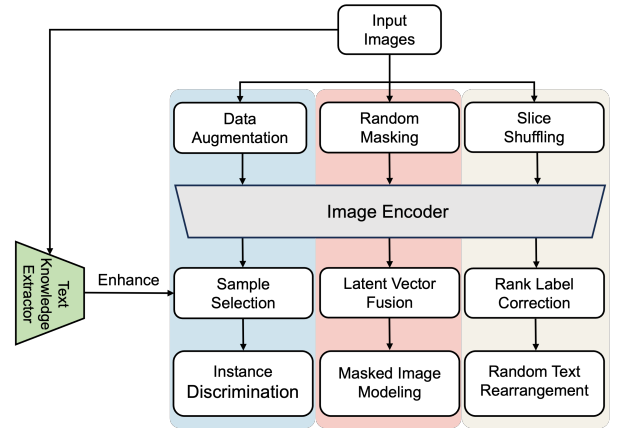 Input
Images
Data
Augmentation
Random
Masking
Slice
Shuffling
Image Encoder
Text
Knowledge
Extractor
Enhance
Sample
Selection
Latent Vector
Fusion
Rank Label
Correction
Instance
Discrimination
Masked Image
Modeling
Random Text
Rearrangement